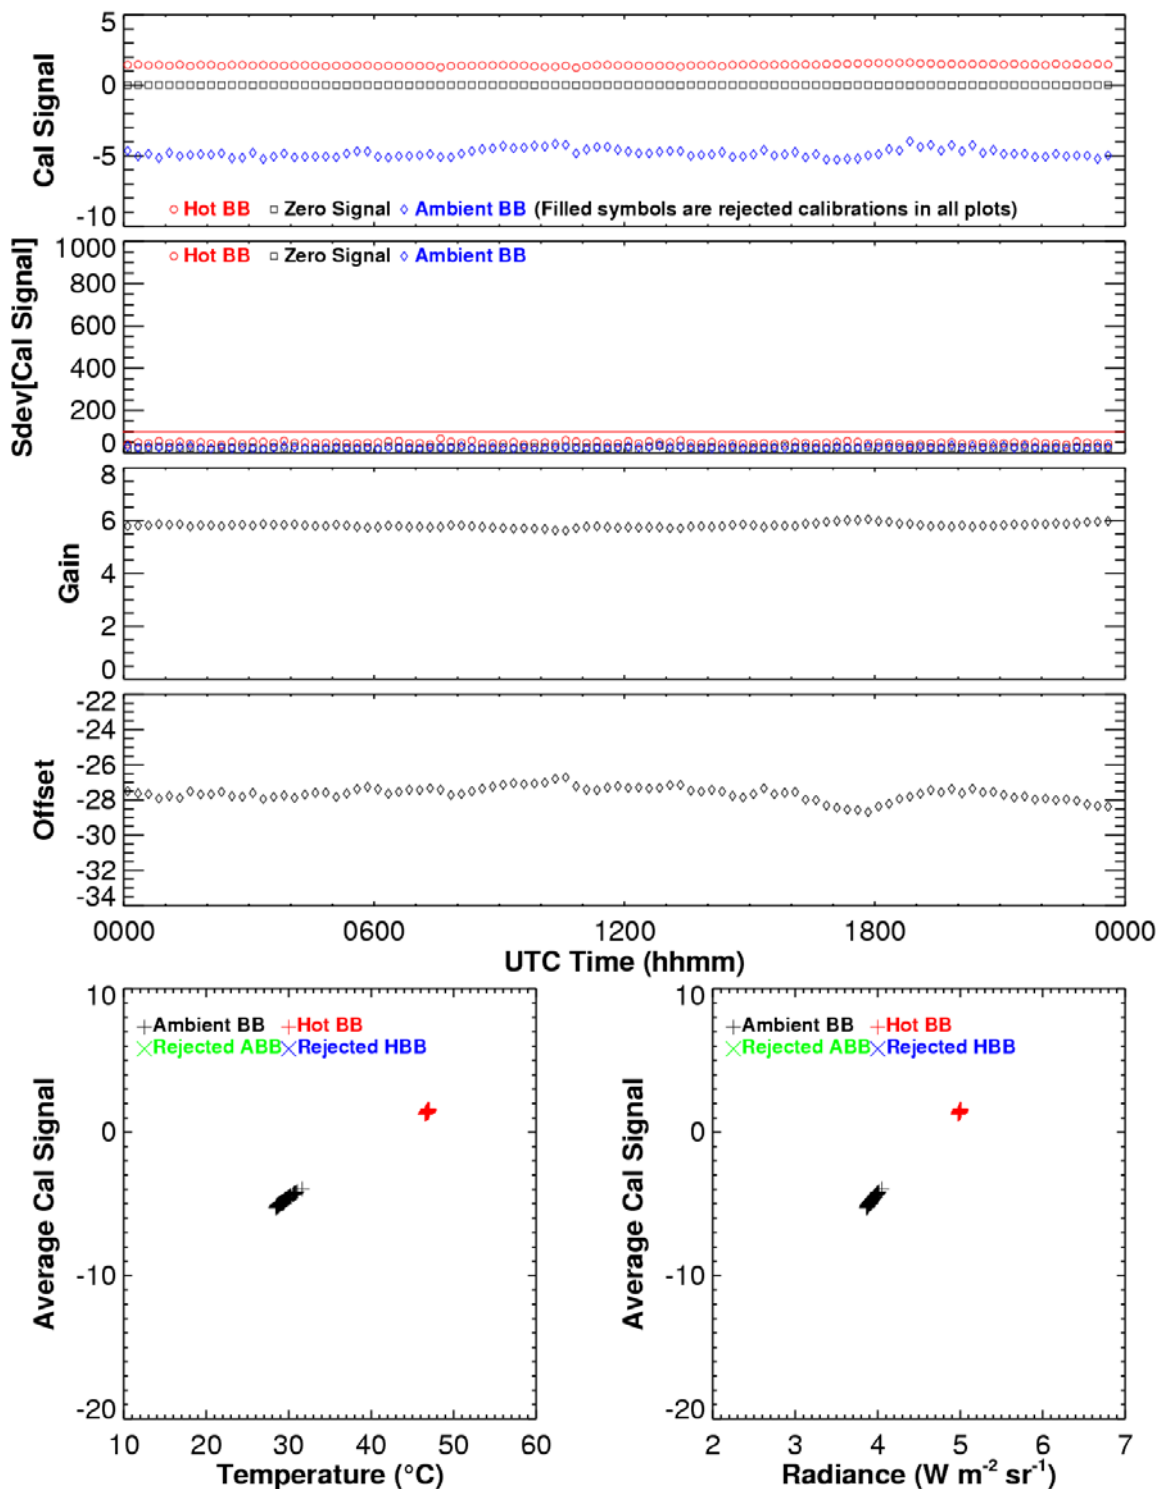 5
0
-5
-10
Cal Signal
Hot BB Zero Signal Ambient BB (Filled symbols are rejected calibrations in all plots)
1000
800
600
400
200
0
Sdev[Cal Signal]
Hot BB Zero Signal Ambient BB
8
6
4
2
0
Gain
-22
-24
-26
-28
-30
-32
-34
Offset
0000 0600 1200 1800 0000
UTC Time (hhmm)
10
0
-10
-20
Average Cal Signal
Ambient BB Hot BB
Rejected ABB Rejected HBB
10 20 30 40 50 60
Temperature (°C)
10
0
-10
-20
Average Cal Signal
Ambient BB Hot BB
Rejected ABB Rejected HBB
2 3 4 5 6 7
Radiance (W m⁻² sr⁻¹)